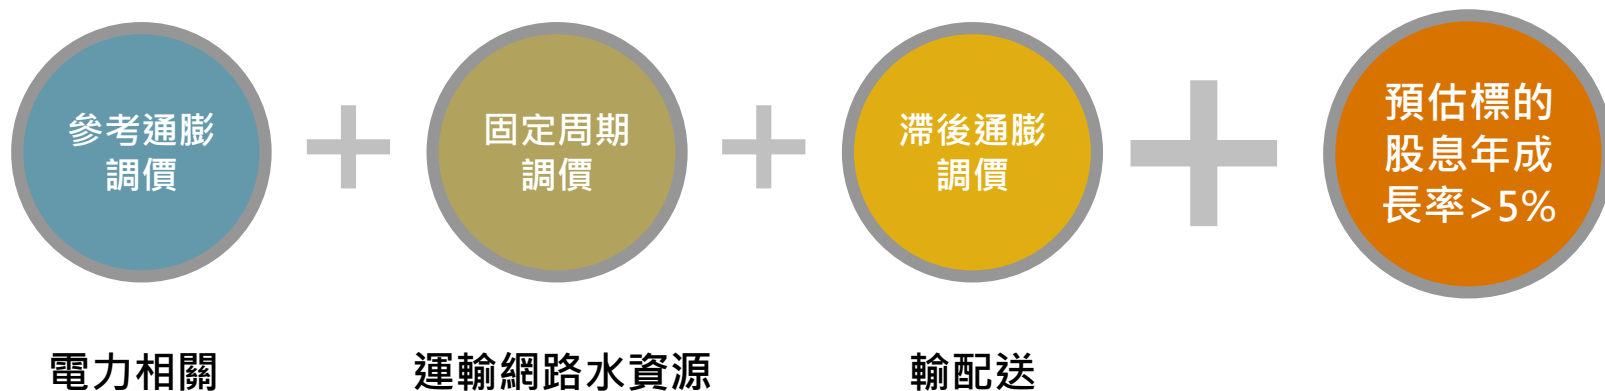 參考通膨
調價
固定周期
調價
滯後通膨
調價
預估標的
股息年成
長率>5%
電力相關
運輸網路水資源
輸配送